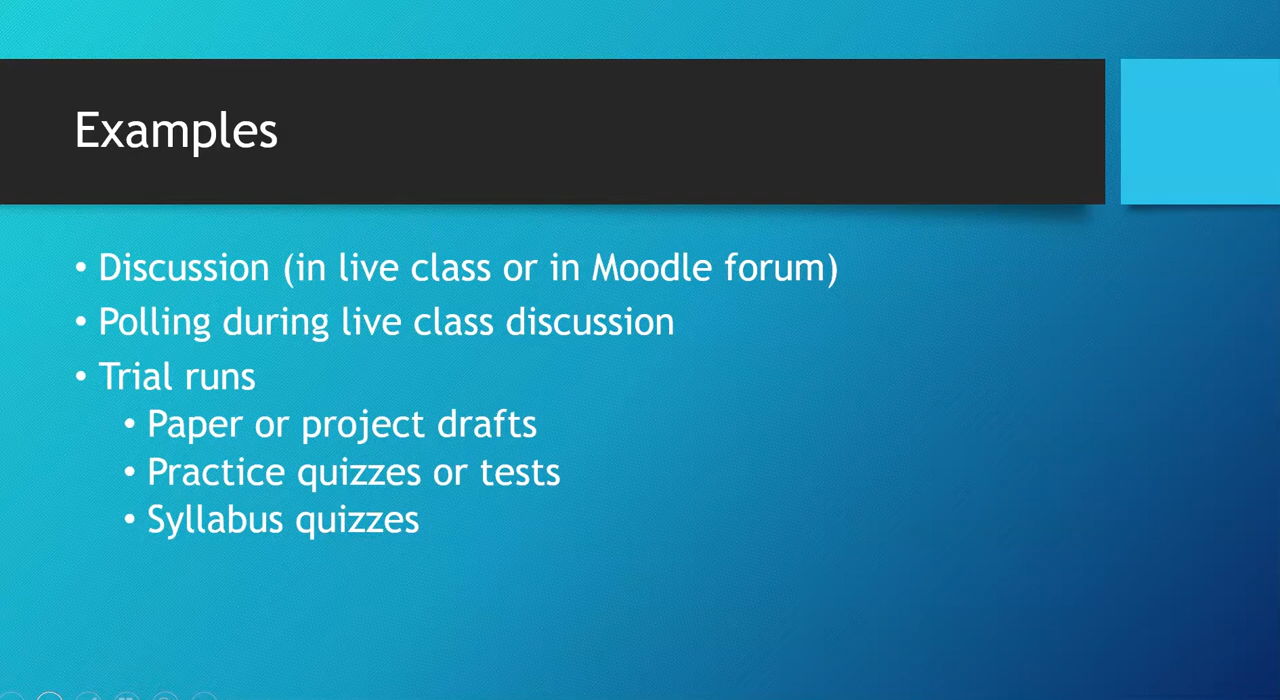 Examples
• Discussion (in live class or in Moodle forum)
• Polling during live class discussion
• Trial runs
• Paper or project drafts
• Practice quizzes or tests
• Syllabus quizzes